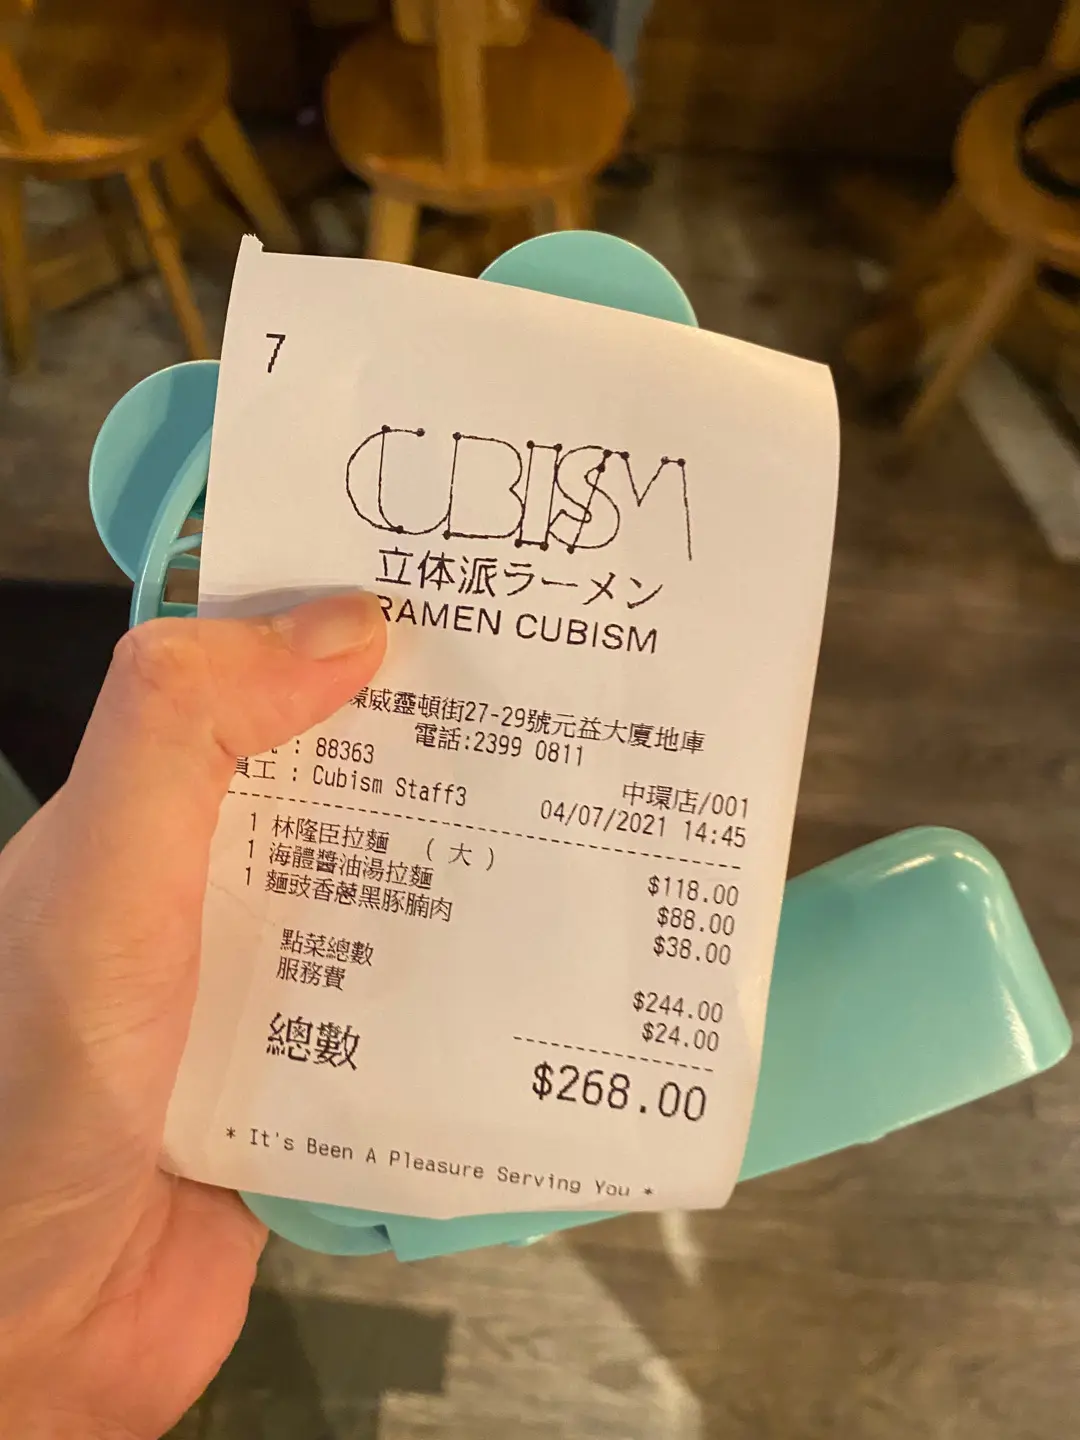 7
CUBISM
立体派ラーメン
RAMEN CUBISM
環威靈頓街27-29號元益大廈地庫
電話:2399 0811
: 88363
員工 : Cubism Staff3
中環店/001
04/07/2021 14:45
1 林隆臣拉麵 (大) $118.00
1 海體醬油湯拉麵 $88.00
1 麵豉香蔥黑豚腩肉 $38.00
點菜總數 $244.00
服務費 $24.00
總數 $268.00
* It's Been A Pleasure Serving You *